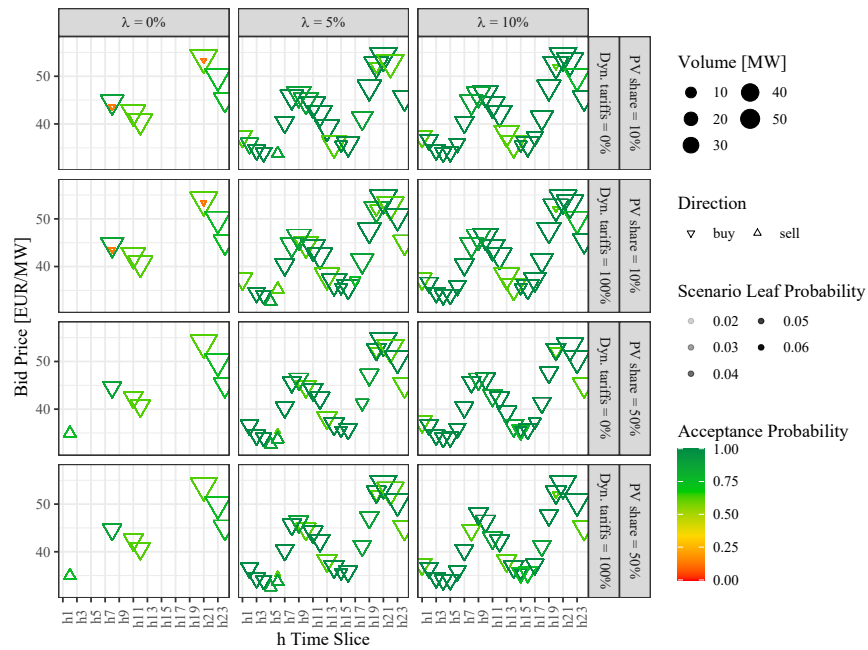 λ = 0%
λ = 5%
λ = 10%
50
40
Dyn. tariffs = 0%
PV share = 10%
50
40
Dyn. tariffs = 100%
PV share = 10%
50
40
Dyn. tariffs = 0%
PV share = 50%
50
40
Dyn. tariffs = 100%
PV share = 50%
Bid Price [EUR/MW]
h1 h3 h5 h7 h9 h11 h13 h15 h17 h19 h21 h23
h1 h3 h5 h7 h9 h11 h13 h15 h17 h19 h21 h23
h1 h3 h5 h7 h9 h11 h13 h15 h17 h19 h21 h23
h Time Slice
Volume [MW]
10 40
20 50
30
Direction
buy sell
Scenario Leaf Probability
0.02 0.05
0.03 0.06
0.04
Acceptance Probability
1.00
0.75
0.50
0.25
0.00